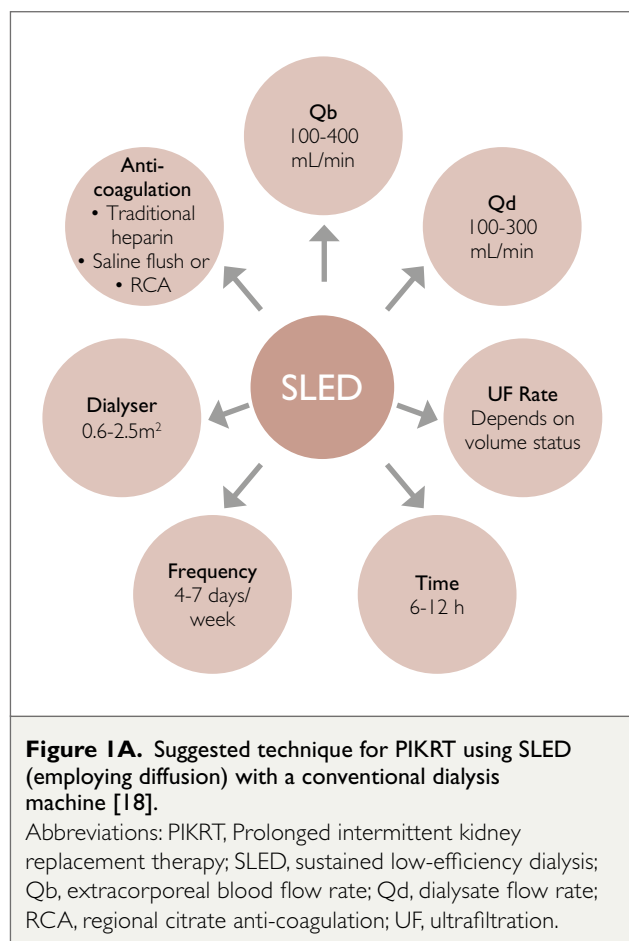 Qb
100-400
mL/min
Anti-
coagulation
• Traditional
heparin
• Saline flush or
• RCA
Qd
100-300
mL/min
SLED
Dialyser
0.6-2.5m²
UF Rate
Depends on
volume status
Frequency
4-7 days/
week
Time
6-12 h
Figure 1A. Suggested technique for PIKRT using SLED
(employing diffusion) with a conventional dialysis
machine [18].
Abbreviations: PIKRT, Prolonged intermittent kidney
replacement therapy; SLED, sustained low-efficiency dialysis;
Qb, extracorporeal blood flow rate; Qd, dialysate flow rate;
RCA, regional citrate anti-coagulation; UF, ultrafiltration.